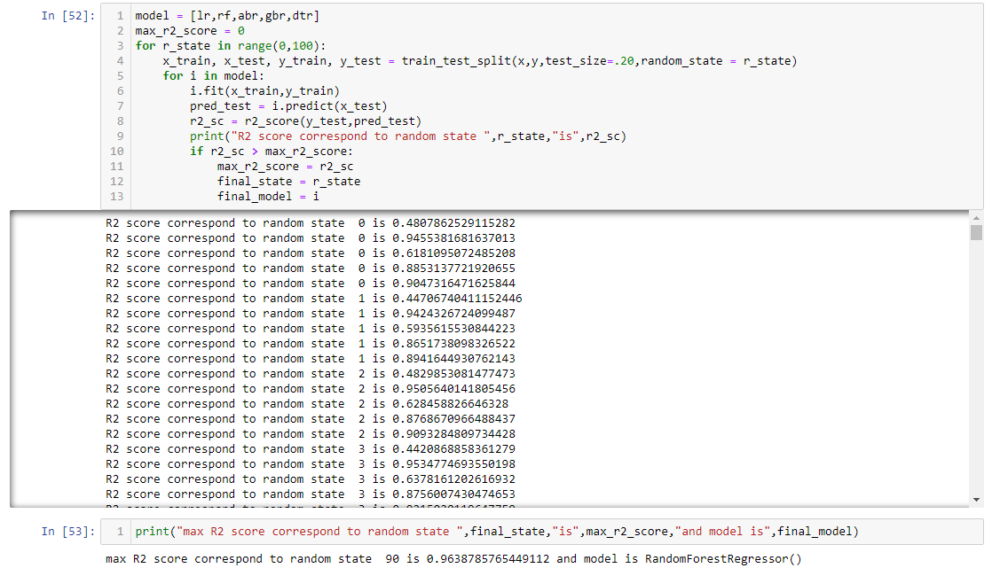 In [52]:
1 model = [lr,rf,abr,gbr,dtr]
2 max_r2_score = 0
3 for r_state in range(0,100):
4     x_train, x_test, y_train, y_test = train_test_split(x,y,test_size=.20,random_state = r_state)
5     for i in model:
6         i.fit(x_train,y_train)
7         pred_test = i.predict(x_test)
8         r2_sc = r2_score(y_test,pred_test)
9         print("R2 score correspond to random state ",r_state,"is",r2_sc)
10         if r2_sc > max_r2_score:
11             max_r2_score = r2_sc
12             final_state = r_state
13             final_model = i
R2 score correspond to random state  0 is 0.4807862529115282
R2 score correspond to random state  0 is 0.9455381681637013
R2 score correspond to random state  0 is 0.6181095072485208
R2 score correspond to random state  0 is 0.8853137721920655
R2 score correspond to random state  0 is 0.9047316471625844
R2 score correspond to random state  1 is 0.44706740411152446
R2 score correspond to random state  1 is 0.9424326724099487
R2 score correspond to random state  1 is 0.5935615530844223
R2 score correspond to random state  1 is 0.8651738098326522
R2 score correspond to random state  1 is 0.8941644930762143
R2 score correspond to random state  2 is 0.4829853081477473
R2 score correspond to random state  2 is 0.9505640141805456
R2 score correspond to random state  2 is 0.628458826646328
R2 score correspond to random state  2 is 0.8768670966488437
R2 score correspond to random state  2 is 0.9093284809734428
R2 score correspond to random state  3 is 0.4420868858361279
R2 score correspond to random state  3 is 0.9534774693550198
R2 score correspond to random state  3 is 0.6378161202616932
R2 score correspond to random state  3 is 0.8756007430474653
R2 score correspond to random state  3 is
In [53]:
1 print("max R2 score correspond to random state ",final_state,"is",max_r2_score,"and model is",final_model)
max R2 score correspond to random state  90 is 0.9638785765449112 and model is RandomForestRegressor()